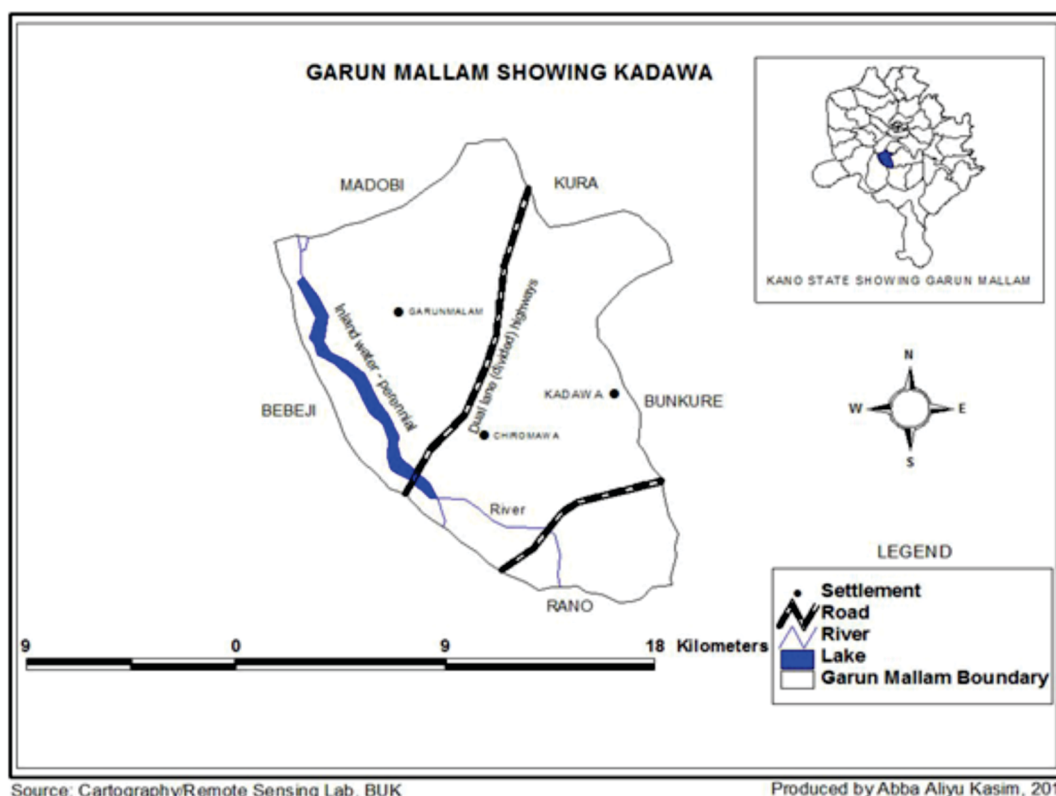 GARUN MALLAM SHOWING KADAWA
MADOBI
KURA
KANO STATE SHOWING GARUN MALLAM
GARUNMALAM
Inland water - perennial
Dual lane (divided) highways
N
W
E
S
KADAWA
BUNKURE
BEBEJI
CHIROMAWA
River
RANO
LEGEND
Settlement
Road
River
Lake
Garun Mallam Boundary
9 0 9 18 Kilometers
Source: Cartography/Remote Sensing Lab, BUK
Produced by Abba Aliyu Kasim, 201